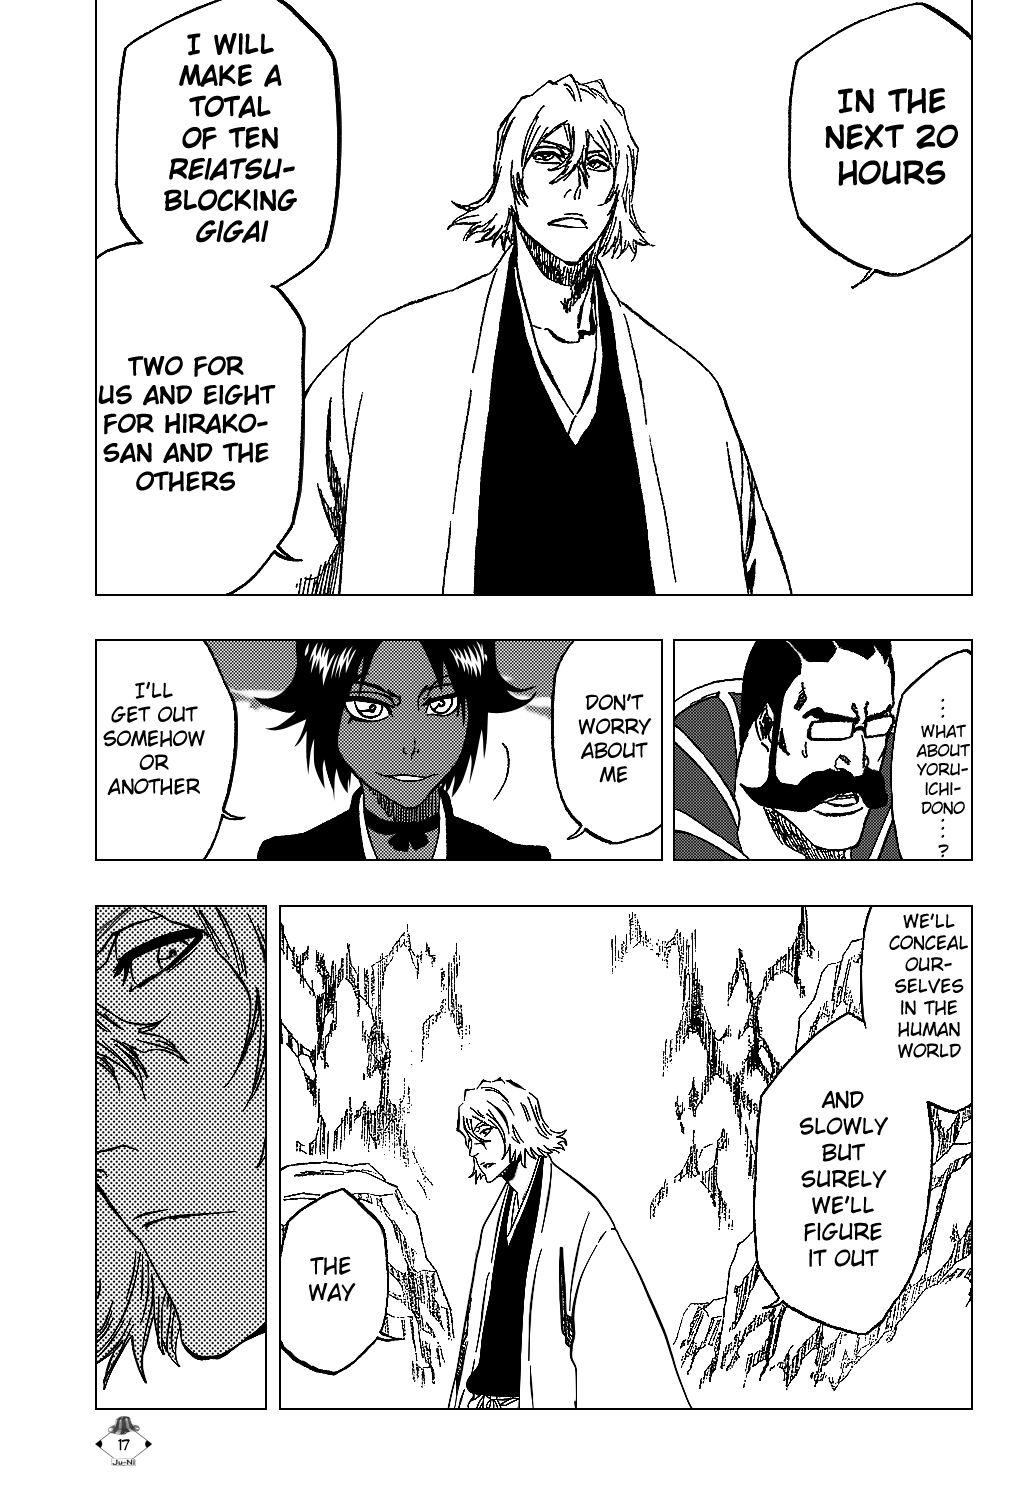 IN THE
NEXT 20
HOURS
I WILL
MAKE A
TOTAL
OF TEN
REIATSU-
BLOCKING
GIGAI
TWO FOR
US AND EIGHT
FOR HIRAKO-
SAN AND THE
OTHERS
...
WHAT
ABOUT
YORU-
ICHI-
DONO
...
?
DON'T
WORRY
ABOUT
ME
I'LL
GET OUT
SOMEHOW
OR
ANOTHER
WE'LL
CONCEAL
OUR-
SELVES
IN THE
HUMAN
WORLD
AND
SLOWLY
BUT
SURELY
WE'LL
FIGURE
IT OUT
THE
WAY
17
Ju-Ni